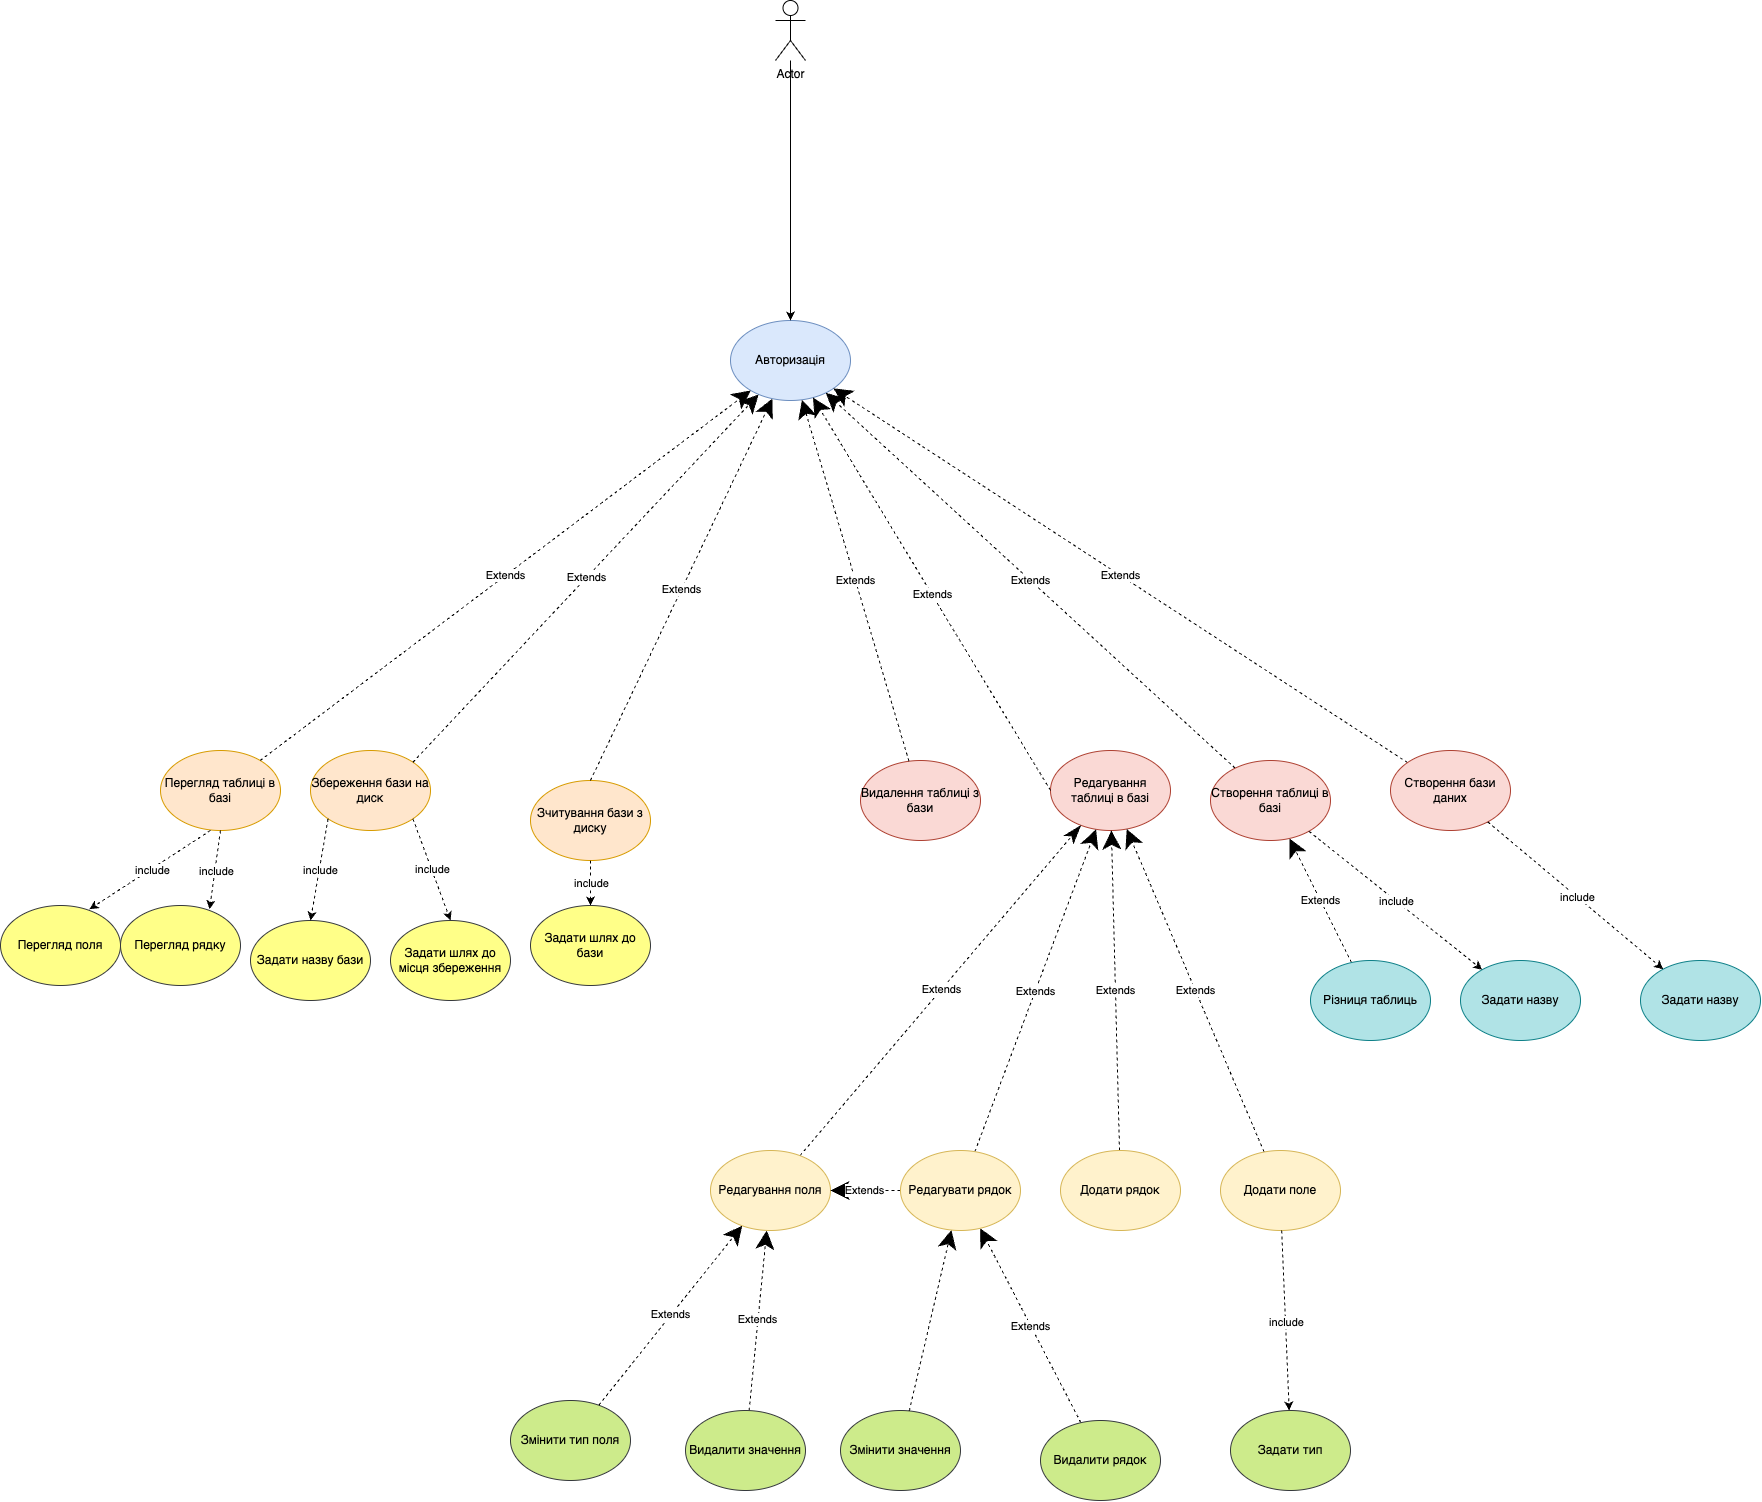 Actor
Авторизація
Extends
Extends
Extends
Extends
Extends
Extends
Extends
Перегляд таблиці в
базі
Збереження бази на
диск
Зчитування бази з
диску
Видалення таблиці з
бази
Редагування
таблиці в базі
Створення таблиці в
базі
Створення бази
даних
include
include
include
include
include
Extends
include
include
Перегляд поля
Перегляд рядку
Задати назву бази
Задати шлях до
місця збереження
Задати шлях до
бази
Різниця таблиць
Задати назву
Задати назву
Extends
Extends
Extends
Extends
Редагування поля
Extends
Редагувати рядок
Додати рядок
Додати поле
Extends
Extends
Extends
include
Змінити тип поля
Видалити значення
Змінити значення
Видалити рядок
Задати тип